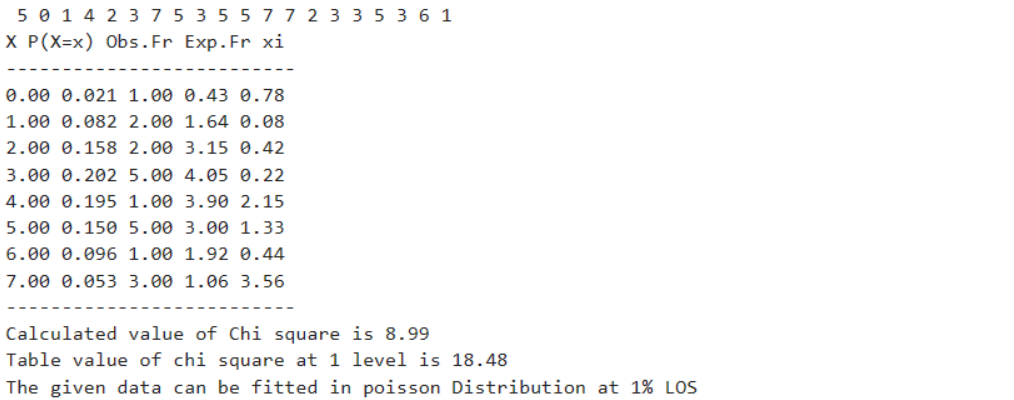 5 0 1 4 2 3 7 5 3 5 5 7 7 2 3 3 5 3 6 1
X P(X=x) Obs.Fr Exp.Fr xi
--------------------------
0.00 0.021 1.00 0.43 0.78
1.00 0.082 2.00 1.64 0.08
2.00 0.158 2.00 3.15 0.42
3.00 0.202 5.00 4.05 0.22
4.00 0.195 1.00 3.90 2.15
5.00 0.150 5.00 3.00 1.33
6.00 0.096 1.00 1.92 0.44
7.00 0.053 3.00 1.06 3.56
--------------------------
Calculated value of Chi square is 8.99
Table value of chi square at 1 level is 18.48
The given data can be fitted in poisson Distribution at 1% LOS